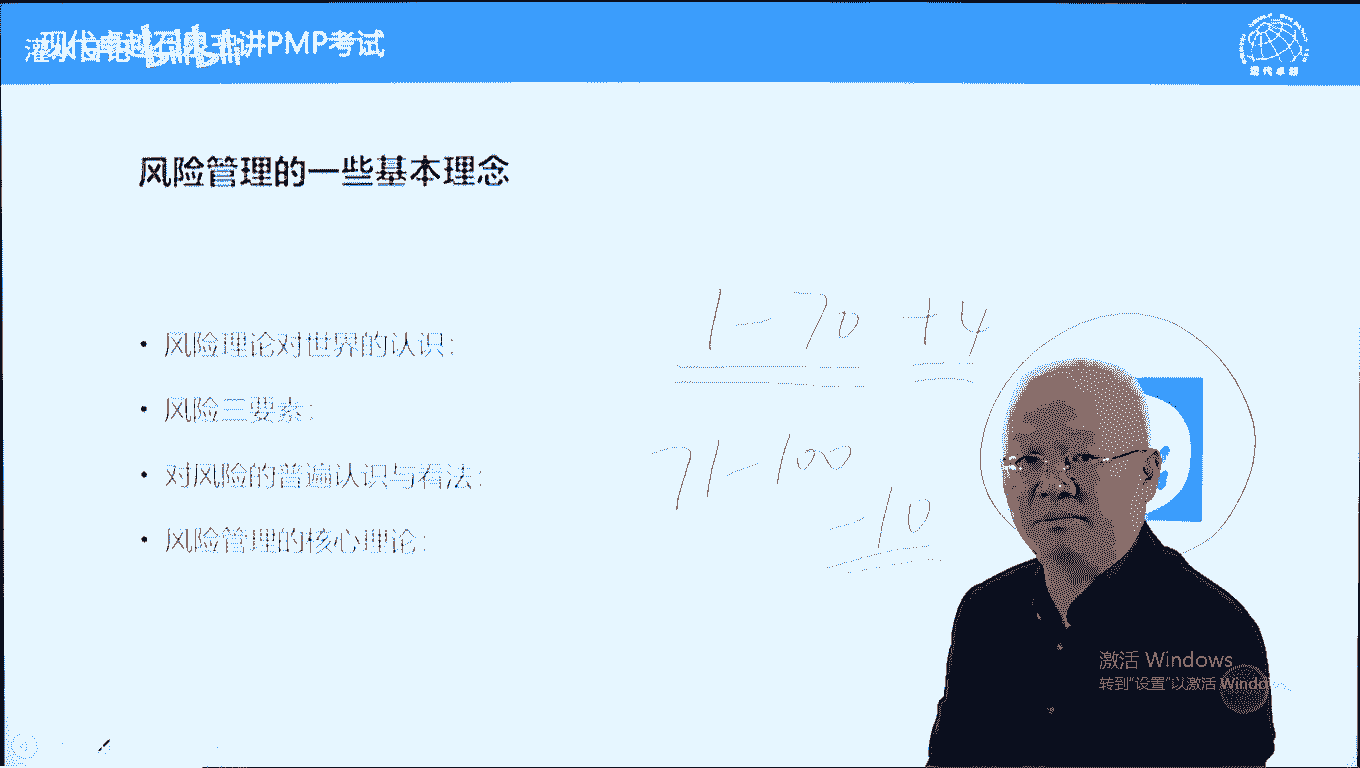 讲PMP考试
现代卓越
风险管理的一些基本理念
• 风险理论对世界的认识：
• 风险三要素：
• 对风险的普遍认识与看法：
• 风险管理的核心理论：
1-70 +4
71-100
-10
激活 Windows
转到"设置"以激活 Windo